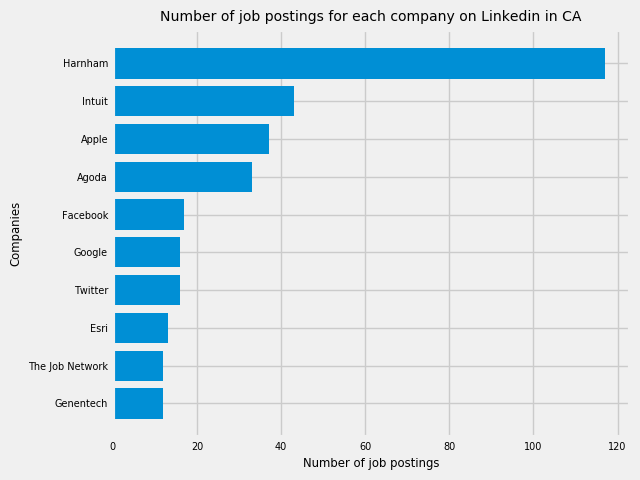 Number of job postings for each company on Linkedin in CA
Harnham
Intuit
Apple
Agoda
Facebook
Google
Twitter
Esri
The Job Network
Genentech
Companies
0 20 40 60 80 100 120
Number of job postings